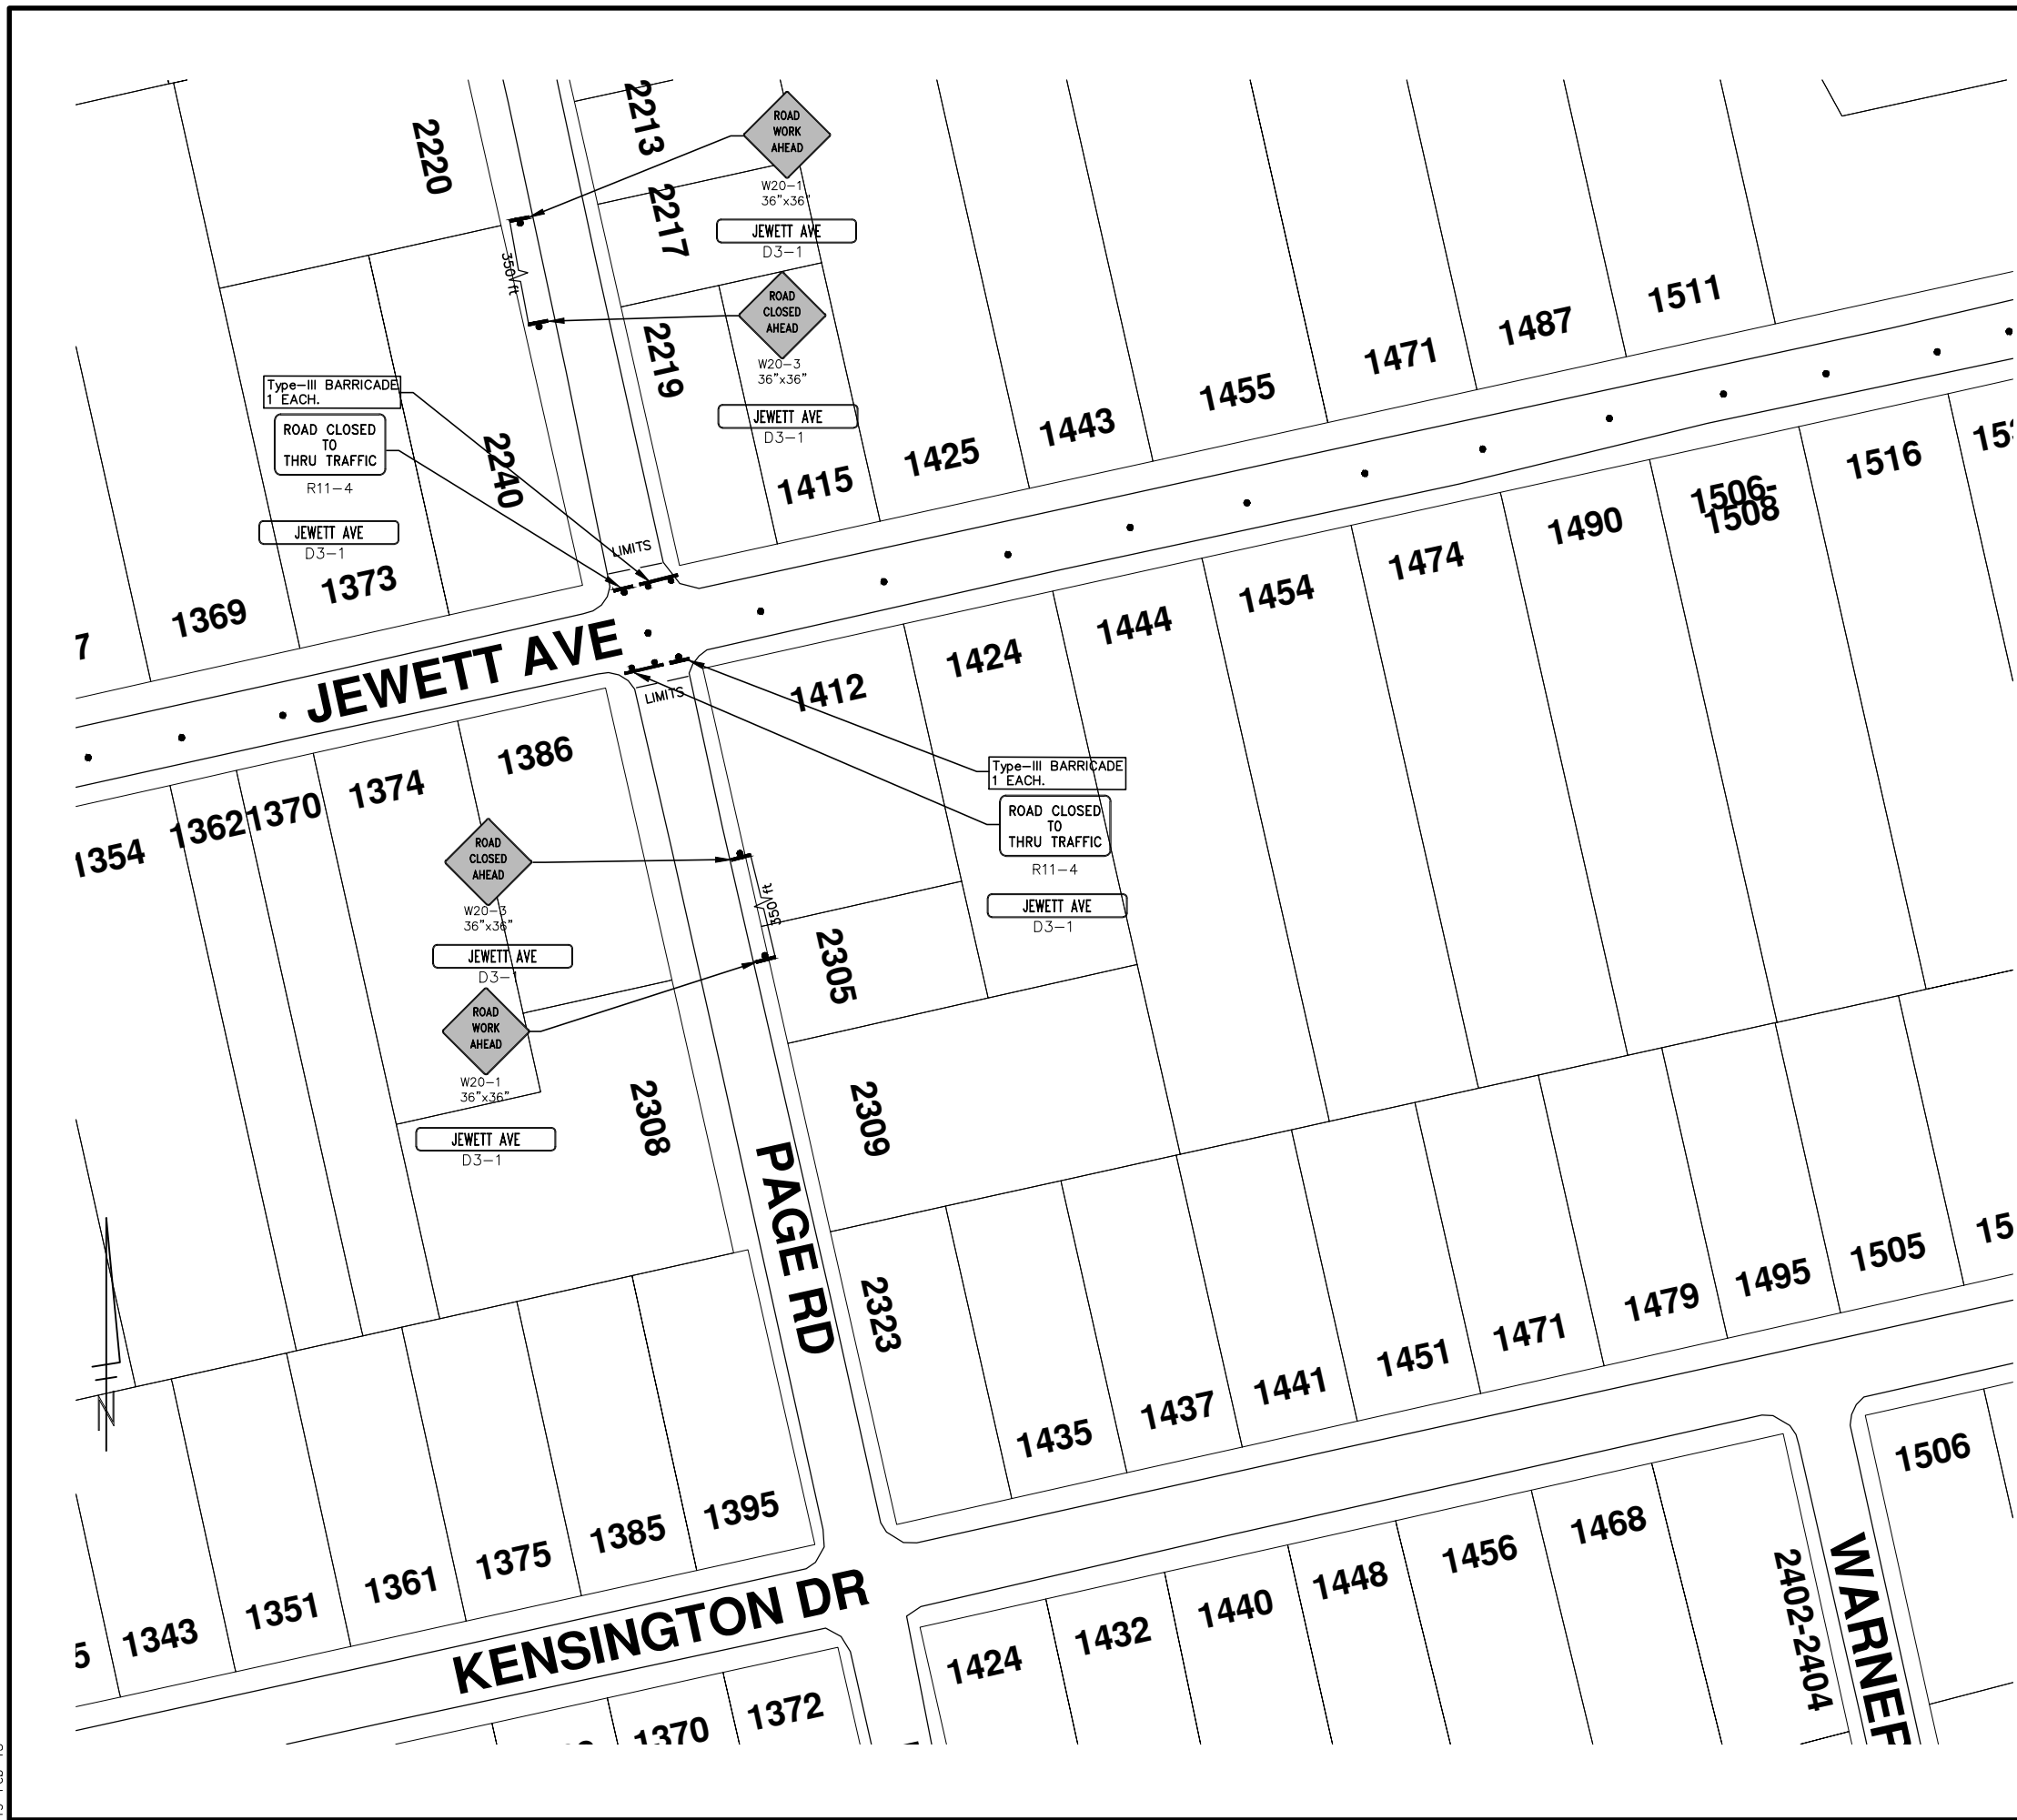 2220
2213
ROAD
WORK
AHEAD
W20-1
36"x36"
JEWETT AVE
D3-1
2217
350 ft
ROAD
CLOSED
AHEAD
W20-3
36"x36"
JEWETT AVE
D3-1
2219
Type-III BARRICADE
1 EACH.
ROAD CLOSED
TO
THRU TRAFFIC
R11-4
JEWETT AVE
D3-1
2240
LIMITS
1369
1373
7
1415
1425
1443
1455
1471
1487
1511
JEWETT AVE
LIMITS
1354
1362
1370
1374
1386
1412
1424
1444
1454
1474
1490
1506-
1508
1516
Type-III BARRICADE
1 EACH.
ROAD CLOSED
TO
THRU TRAFFIC
R11-4
JEWETT AVE
D3-1
ROAD
CLOSED
AHEAD
W20-3
36"x36"
JEWETT AVE
D3-1
350 ft
ROAD
WORK
AHEAD
W20-1
36"x36"
JEWETT AVE
D3-1
2305
2308
2309
PAGE RD
2323
N
1435
1437
1441
1451
1471
1479
1495
1505
15
5
1343
1351
1361
1375
1385
1395
KENSINGTON DR
1370
1372
1424
1432
1440
1448
1456
1468
2402-2404
WARNER
1506